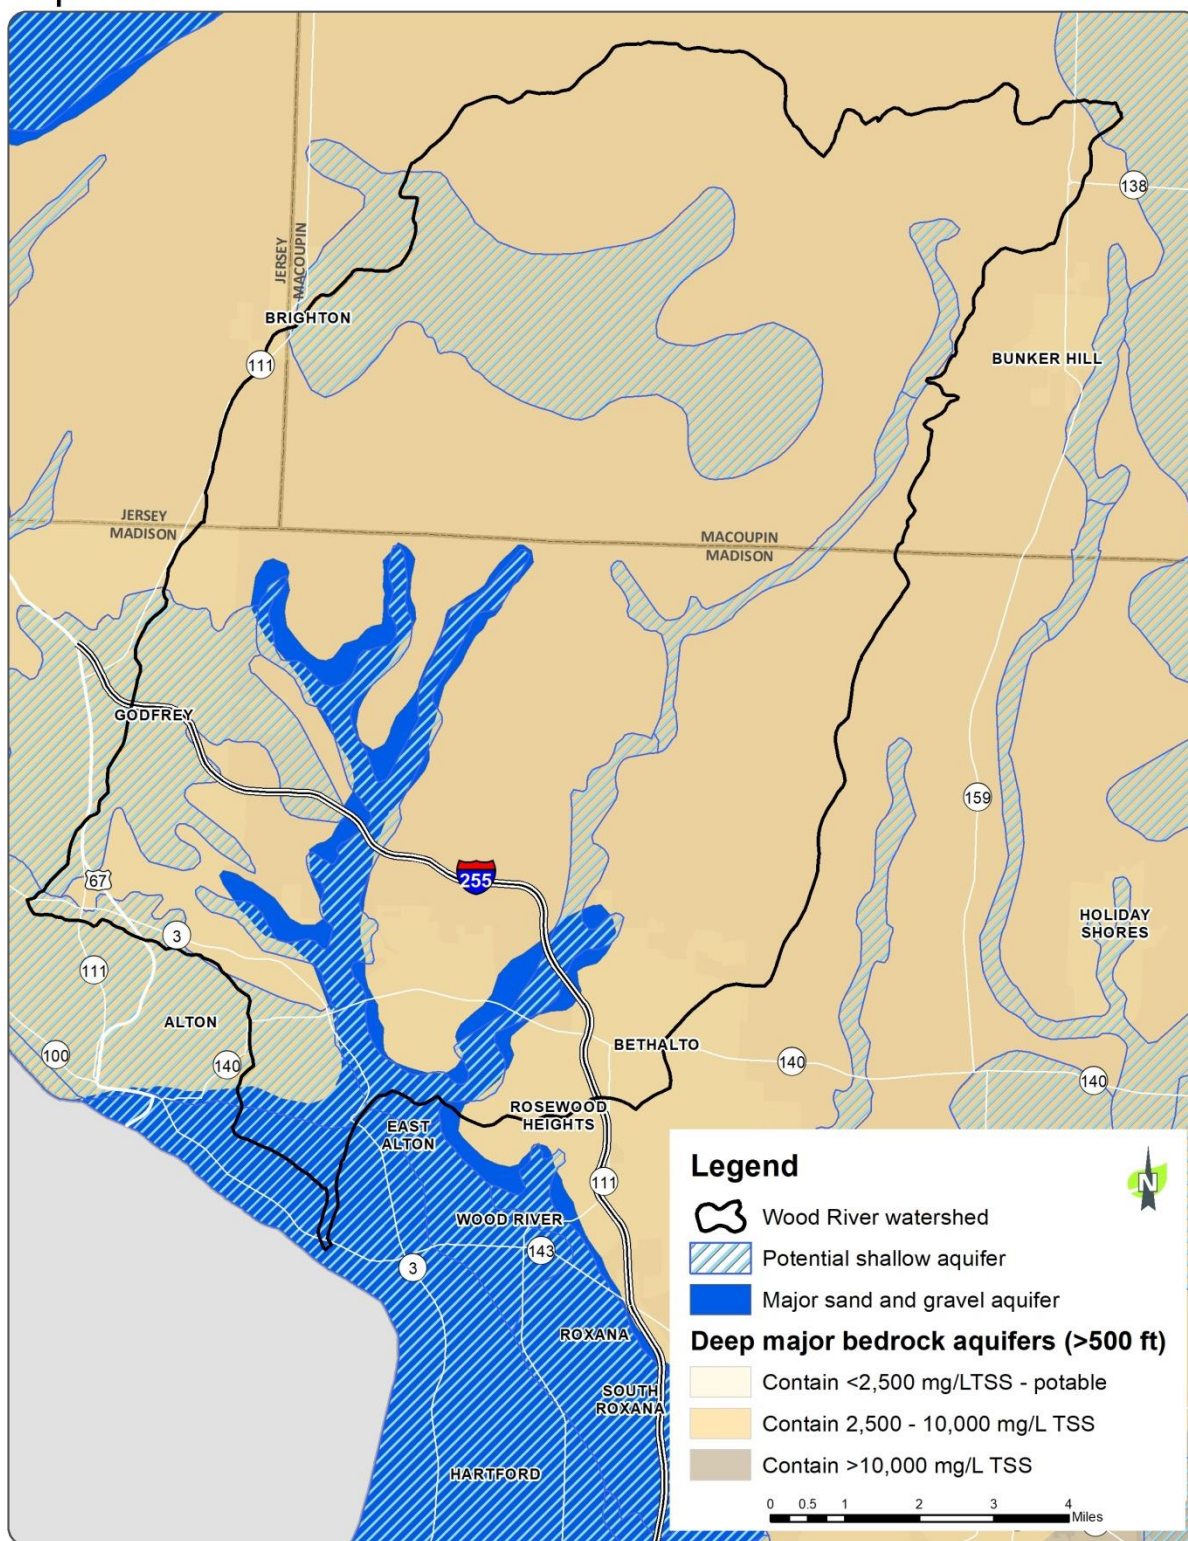 138
JERSEY
MACOUPIN
BRIGHTON
111
BUNKER HILL
JERSEY
MADISON
MACOUPIN
MADISON
GODFREY
159
67
255
HOLIDAY
SHORES
3
111
ALTON
100
140
BETHALTO
140
140
EAST
ALTON
ROSEWOOD
HEIGHTS
111
WOOD RIVER
143
3
ROXANA
SOUTH
ROXANA
HARTFORD
Legend
N
Wood River watershed
Potential shallow aquifer
Major sand and gravel aquifer
Deep major bedrock aquifers (>500 ft)
Contain <2,500 mg/LTSS - potable
Contain 2,500 - 10,000 mg/L TSS
Contain >10,000 mg/L TSS
0 0.5 1 2 3 4
Miles